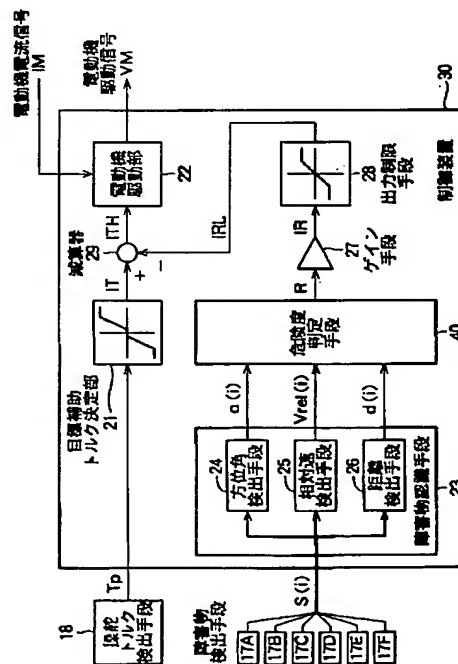 電動機電流信号
IM
電動機
駆動信号
VM
30
制御装置
電動機
駆動部
22
ITH
減算器
29
+
−
IT
目標補助
トルク決定部
21
IRL
28
出力制限
手段
IR
27
ゲイン
手段
R
危険度
判定
手段
40
a(i)
Vrel(i)
d(i)
24
方位角
検出手段
25
相対速
検出手段
26
距離
検出手段
障害物認識手段
23
Tp
18
操舵
トルク
検出手段
S(i)
障害物
検出手段
17A
17B
17C
17D
17E
17F